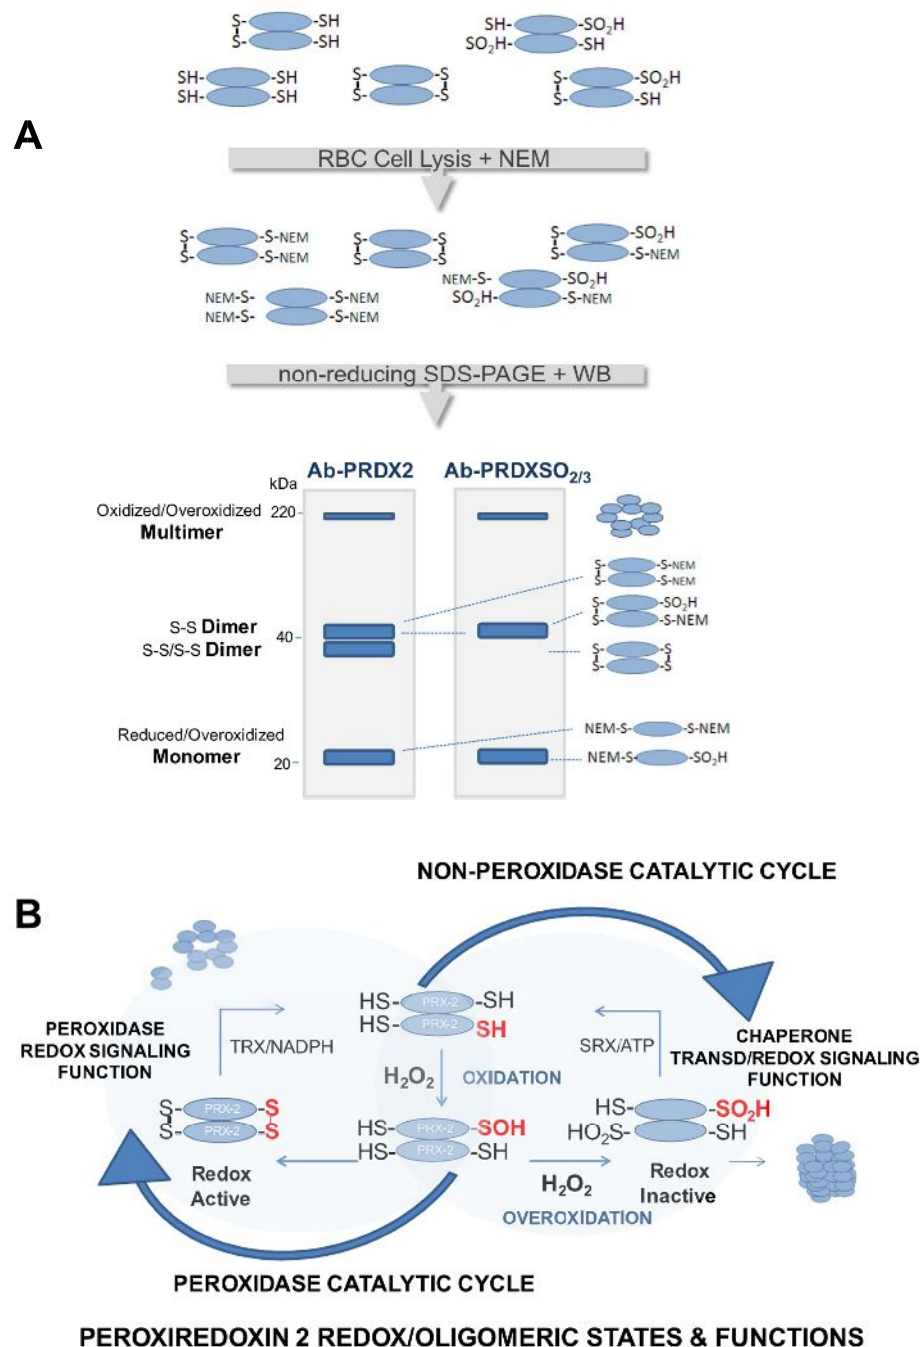 S- -SH SH- -SO2H
S- -SH SO2H- -SH
SH- -SH S- -S S- -SO2H
SH- -SH S- -S S- -SH
A
RBC Cell Lysis + NEM
S- -S-NEM S- -S S- -SO2H
S- -S-NEM S- -S S- -S-NEM
NEM-S- -SO2H
NEM-S- -S-NEM SO2H- -S-NEM
NEM-S- -S-NEM
non-reducing SDS-PAGE + WB
Ab-PRDX2 Ab-PRDXSO2/3
kDa
Oxidized/Overoxidized 220
Multimer
S- -S-NEM
S- -S-NEM
S- -SO2H
S- -S-NEM
S-S Dimer
40
S-S/S-S Dimer
S- -S
S- -S
Reduced/Overoxidized
NEM-S- -S-NEM
Monomer
20
NEM-S- -SO2H
NON-PEROXIDASE CATALYTIC CYCLE
B
HS- PRX-2 -SH
HS- PRX-2 SH
PEROXIDASE
REDOX SIGNALING
FUNCTION
TRX/NADPH
SRX/ATP
CHAPERONE
TRANSD/REDOX SIGNALING
FUNCTION
H2O2 OXIDATION
S- PRX-2 -S
S- PRX-2 -S
HS- PRX-2 -SOH
HS- PRX-2 -SH
HS- -SO2H
HO2S- -SH
Redox
Active
H2O2
Redox
Inactive
OVEROXIDATION
PEROXIDASE CATALYTIC CYCLE
PEROXIREDOXIN 2 REDOX/OLIGOMERIC STATES & FUNCTIONS